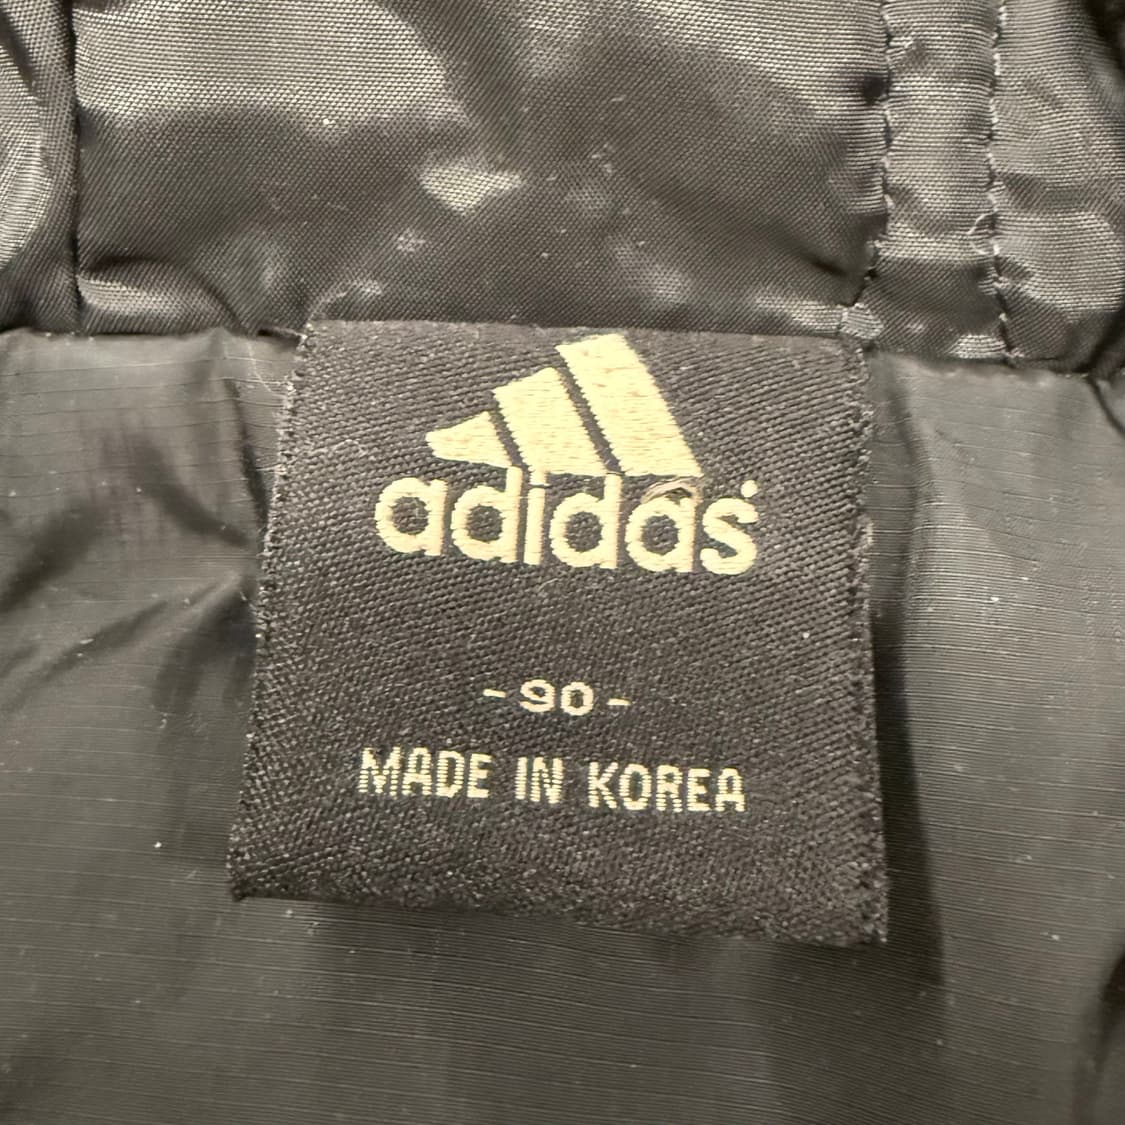 adidas
- 90 -
MADE IN KOREA